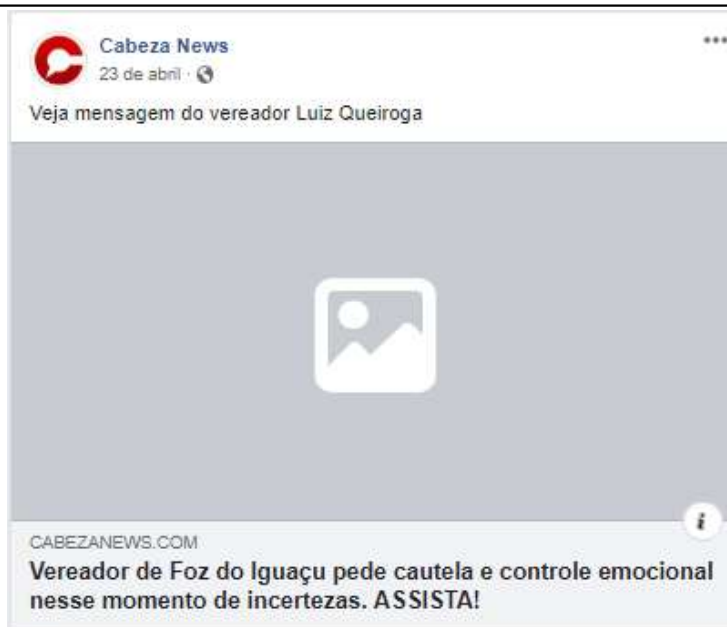 Cabeza News
23 de abril ·
Veja mensagem do vereador Luiz Queiroga
i
CABEZANEWS.COM
Vereador de Foz do Iguaçu pede cautela e controle emocional
nesse momento de incertezas. ASSISTA!